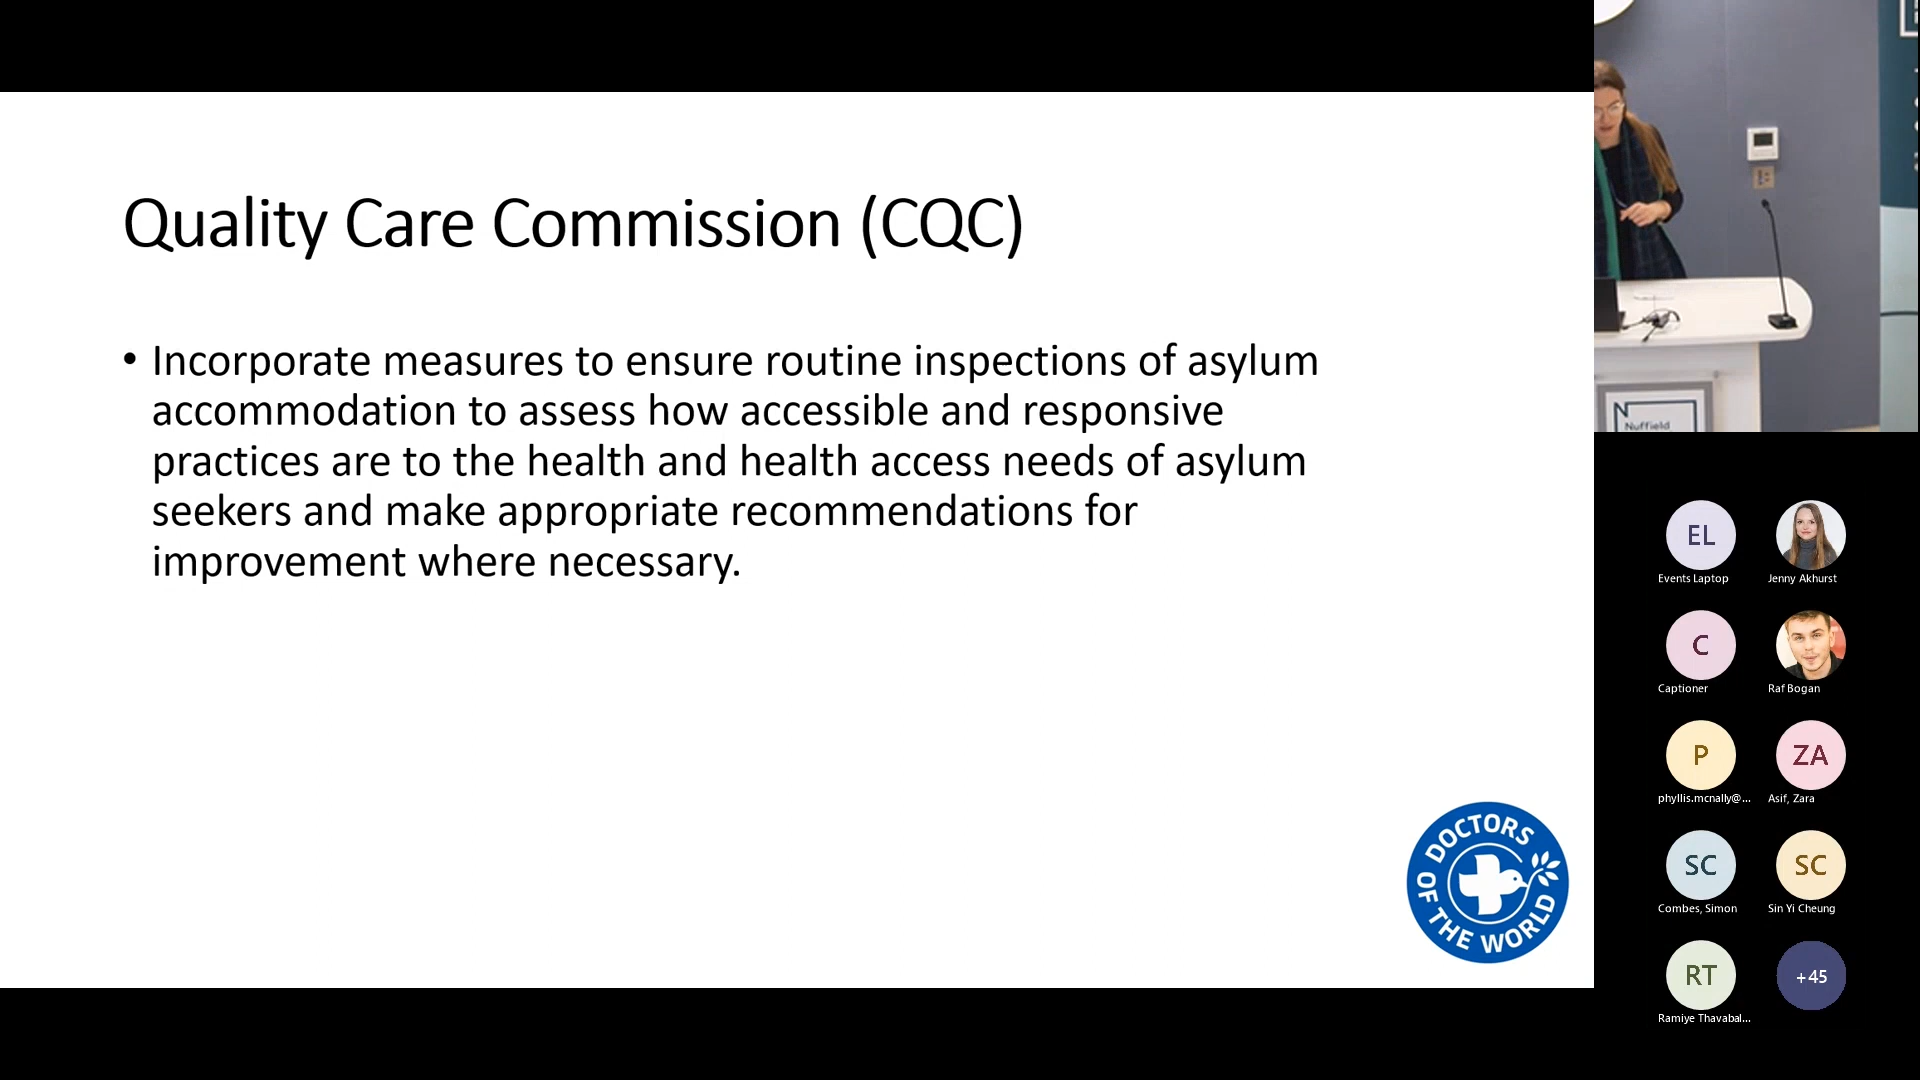 Quality Care Commission (CQC)
• Incorporate measures to ensure routine inspections of asylum
accommodation to assess how accessible and responsive
practices are to the health and health access needs of asylum
seekers and make appropriate recommendations for
improvement where necessary.
DOCTORS
OF THE WORLD
N
Nuffield
EL
Events Laptop
Jenny Akhurst
C
Captioner
Raf Bogan
P
phyllis.mcnally@...
ZA
Asif, Zara
SC
Combes, Simon
SC
Sin Yi Cheung
RT
Ramiye Thavabal...
+45